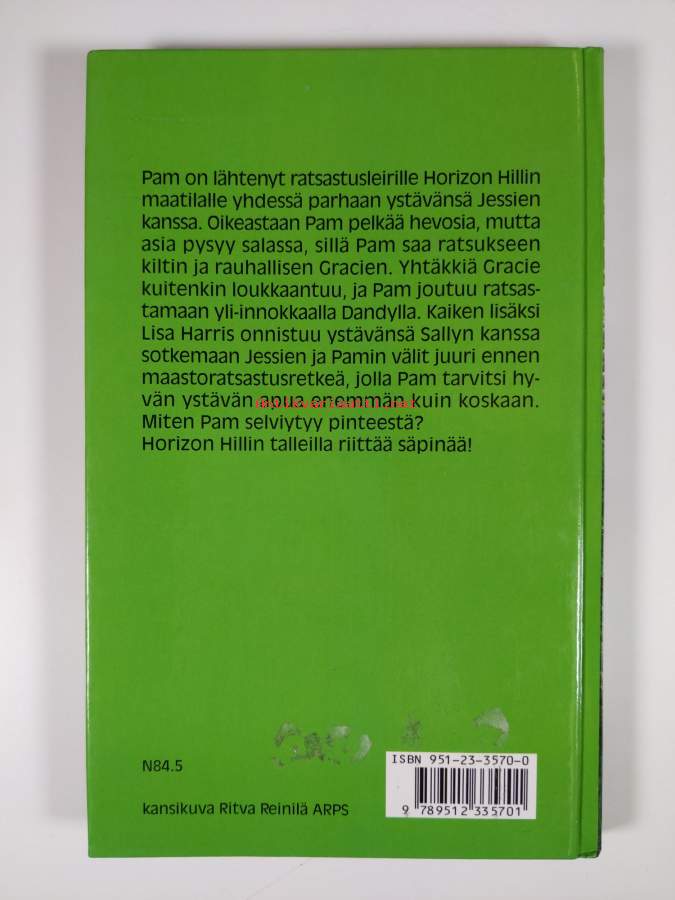 Pam on lähtenyt ratsastusleirille Horizon Hillin
maatilalle yhdessä parhaan ystävänsä Jessien
kanssa. Oikeastaan Pam pelkää hevosia, mutta
asia pysyy salassa, sillä Pam saa ratsukseen
kiltin ja rauhallisen Gracien. Yhtäkkiä Gracie
kuitenkin loukkaantuu, ja Pam joutuu ratsas-
tamaan yli-innokkaalla Dandylla. Kaiken lisäksi
Lisa Harris onnistuu ystävänsä Sallyn kanssa
sotkemaan Jessien ja Pamin välit juuri ennen
maastoratsastusretkeä, jolla Pam tarvitsi hy-
vän ystävän apua enemmän kuin koskaan.
Miten Pam selviytyy pinteestä?
Horizon Hillin talleilla riittää säpinää!
ISBN 951-23-3570-0
N84.5
9 789512 335701
kansikuva Ritva Reinilä ARPS